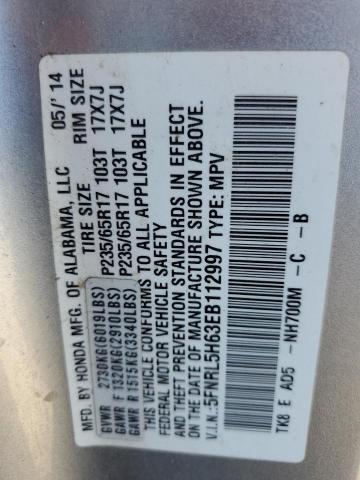 MFD. BY HONDA MFG. OF ALABAMA, LLC 05/'14
TIRE SIZE RIM SIZE
GVWR 2730KG(6019LBS)
GAWR F 1320KG(2910LBS) P235/65R17 103T 17X7J
GAWR R 1515KG(3340LBS) P235/65R17 103T 17X7J
THIS VEHICLE CONFORMS TO ALL APPLICABLE
FEDERAL MOTOR VEHICLE SAFETY
AND THEFT PREVENTION STANDARDS IN EFFECT
ON THE DATE OF MANUFACTURE SHOWN ABOVE.
V.I.N.:5FNRL5H63EB112997 TYPE: MPV
TK8 E AD5 -NH700M -C -B